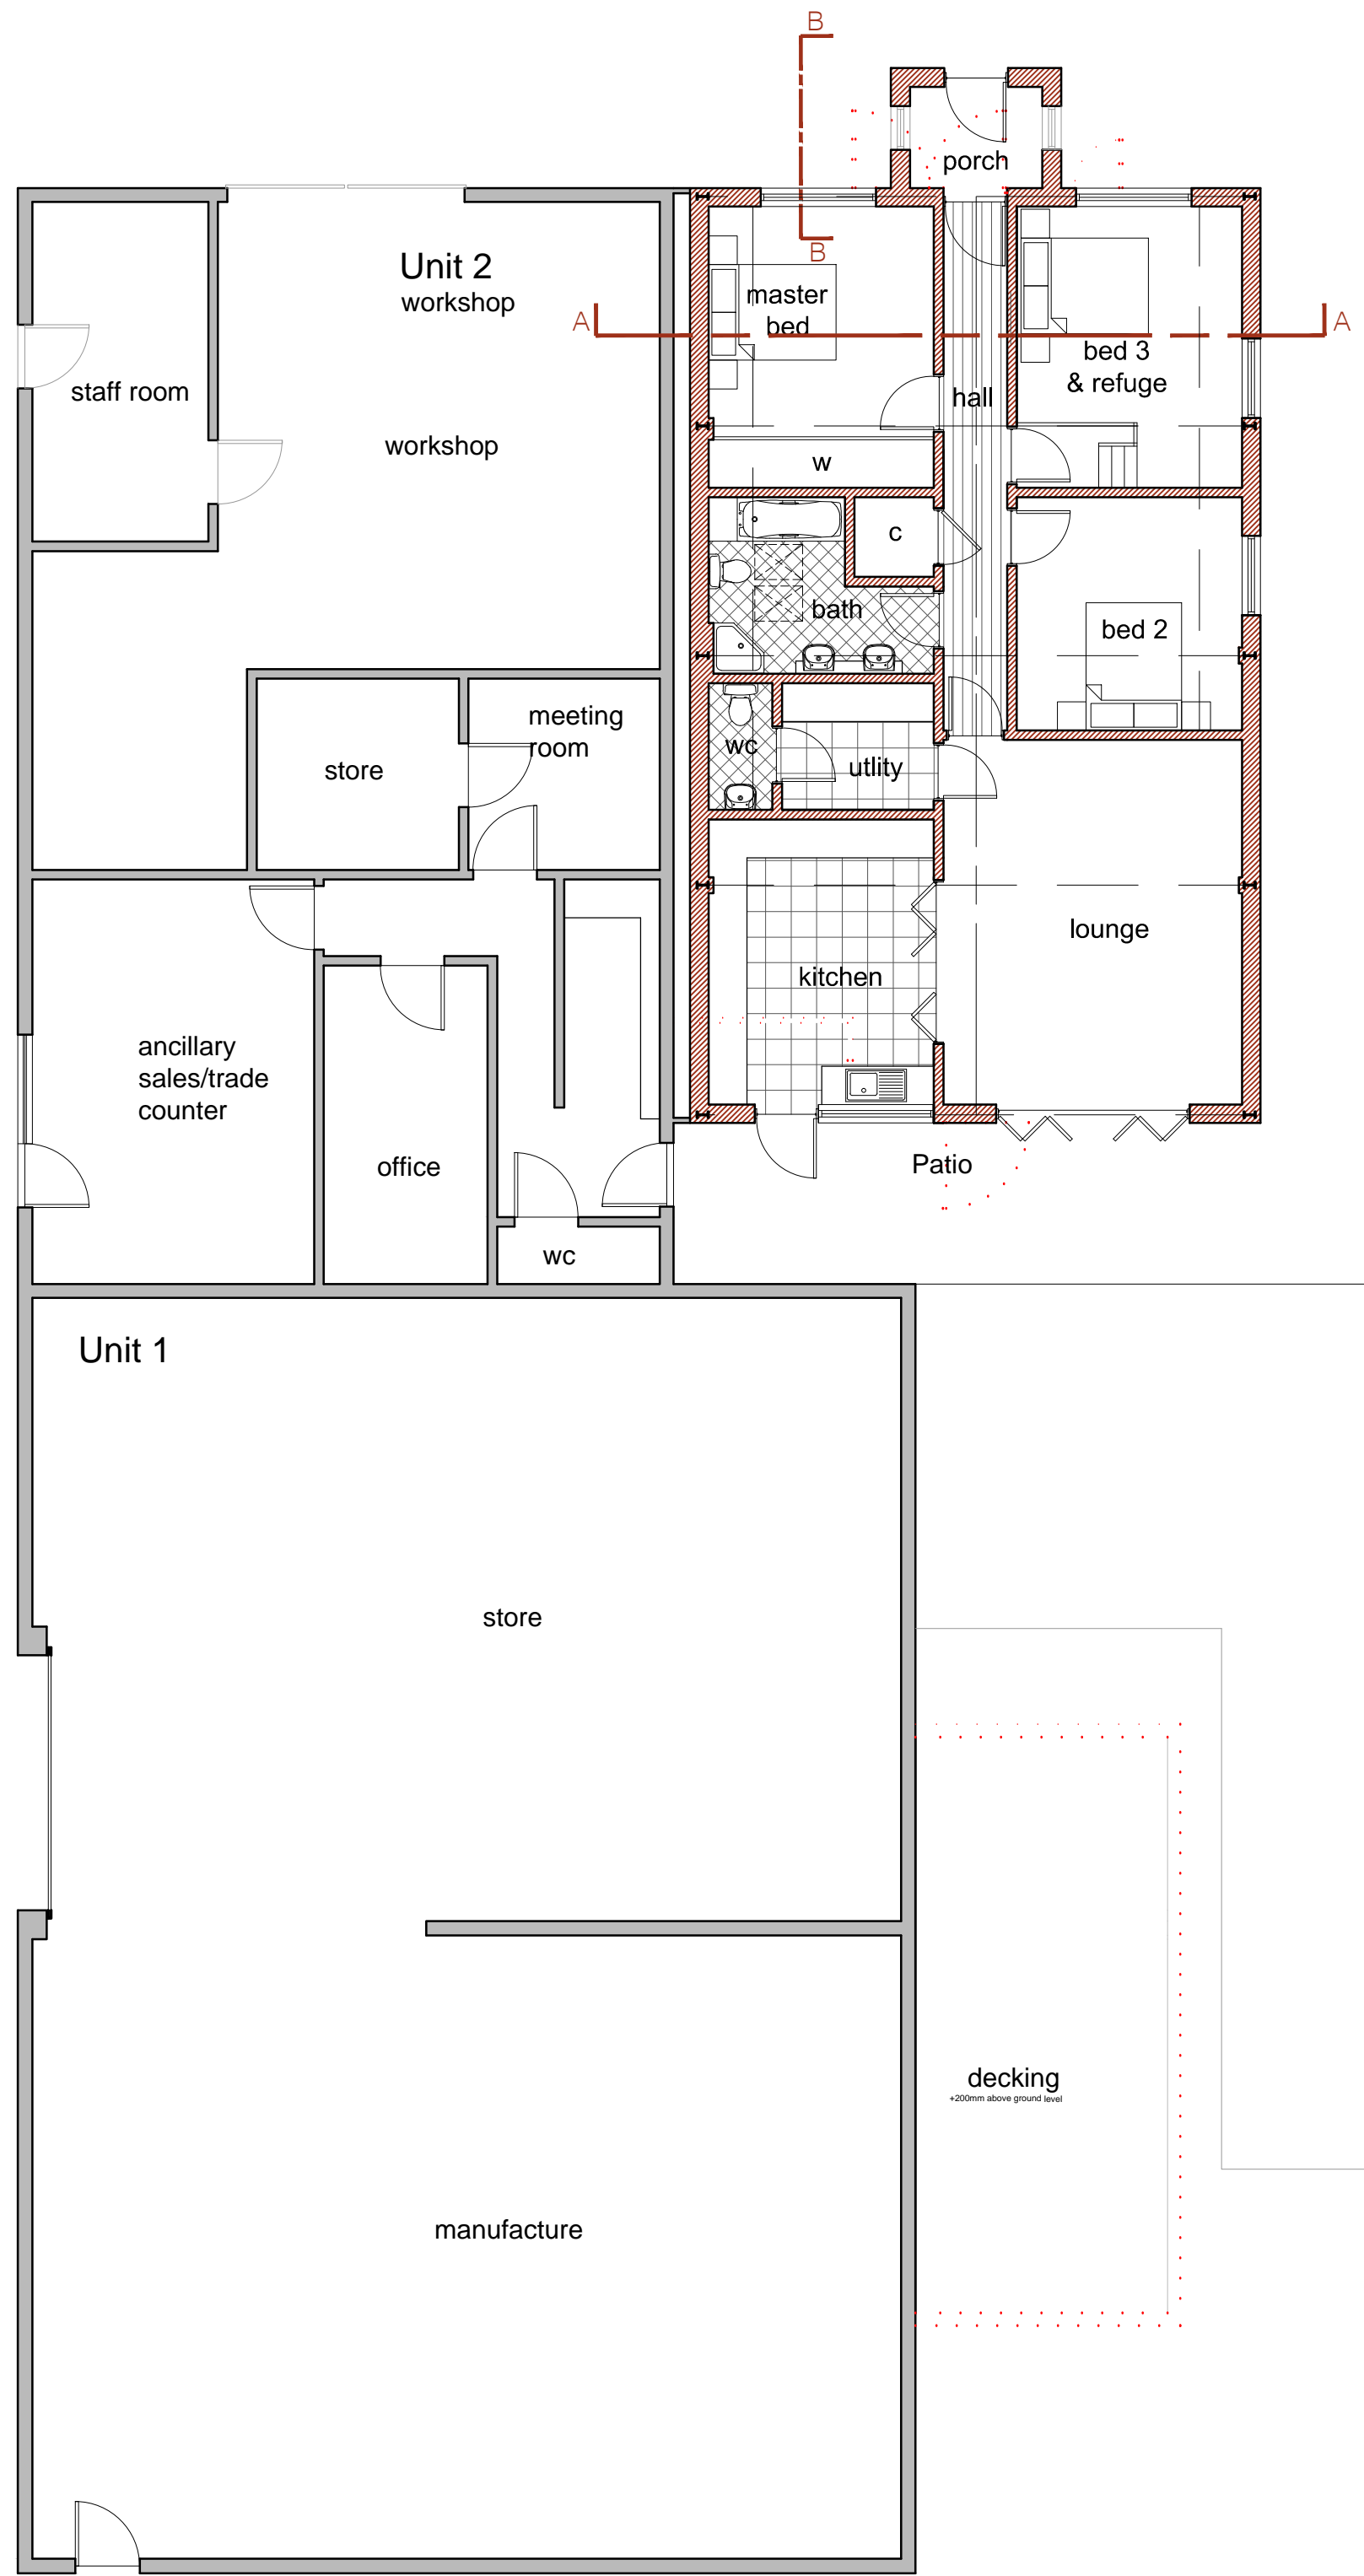 B
porch
Unit 2
workshop
B
master
bed
A
A
bed 3
& refuge
staff room
hall
workshop
w
c
bath
bed 2
meeting
room
store
wc
utlity
lounge
kitchen
ancillary
sales/trade
counter
office
Patio
wc
Unit 1
store
decking
+200mm above ground level
manufacture